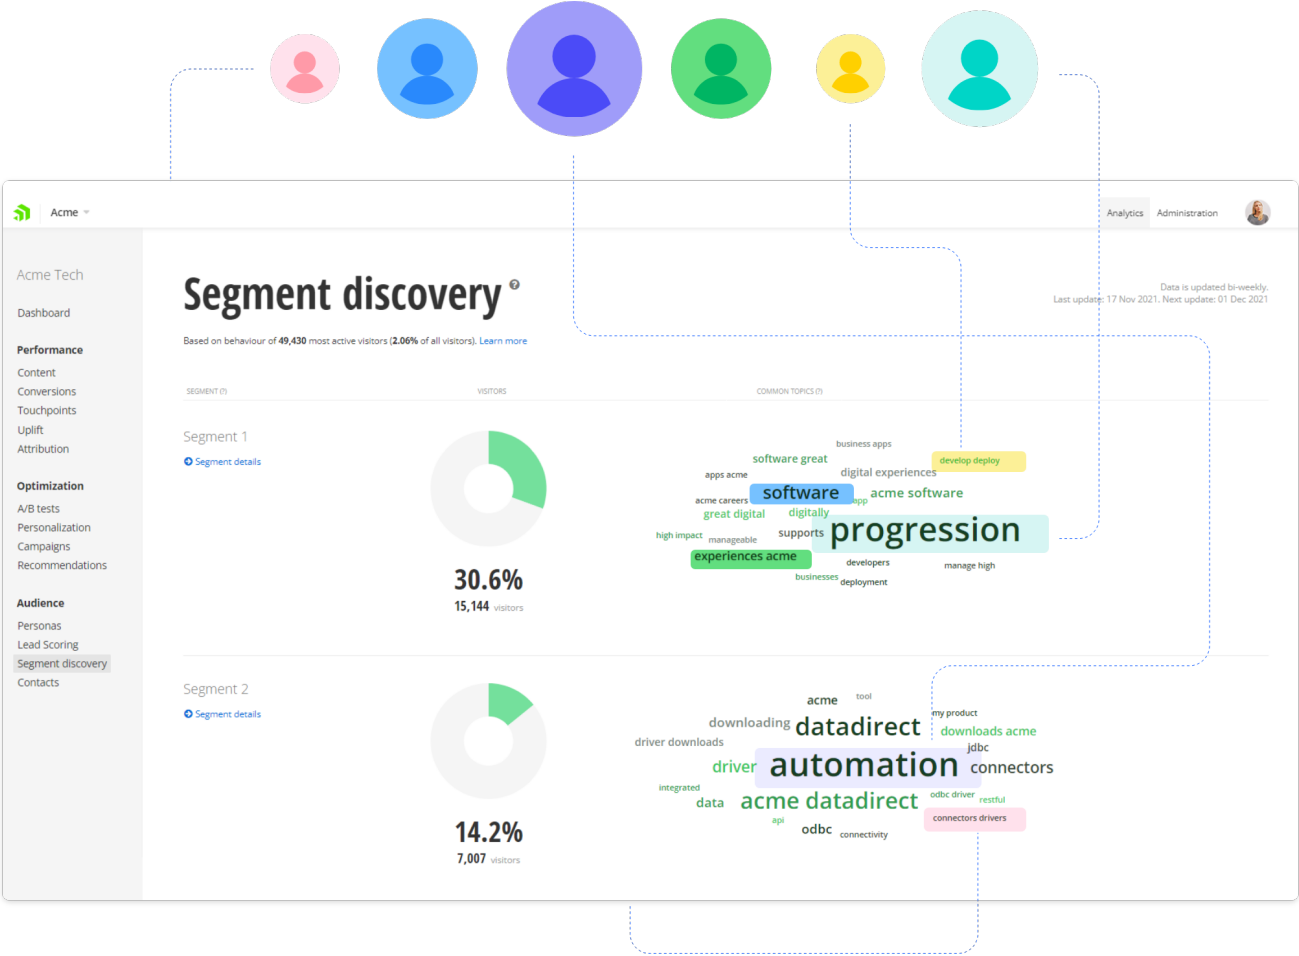 Acme
Analytics
Administration
Acme Tech
Dashboard
Performance
Content
Conversions
Touchpoints
Uplift
Attribution
Optimization
A/B tests
Personalization
Campaigns
Recommendations
Audience
Personas
Lead Scoring
Segment discovery
Contacts
Segment discovery ?
Data is updated bi-weekly.
Last update: 17 Nov 2021. Next update: 01 Dec 2021
Based on behaviour of 49,430 most active visitors (2.06% of all visitors). Learn more
SEGMENT (?)
VISITORS
COMMON TOPICS (?)
Segment 1
Segment details
30.6%
15,144 visitors
business apps
software great
develop deploy
apps acme
digital experiences
acme careers
software
app
acme software
great digital
digitally
high impact
manageable
supports
progression
experiences acme
developers
manage high
businesses
deployment
Segment 2
Segment details
14.2%
7,007 visitors
acme
tool
my product
downloading
datadirect
downloads acme
driver downloads
jdbc
driver
automation
connectors
integrated
data
acme datadirect
odbc driver
restful
api
odbc
connectivity
connectors drivers